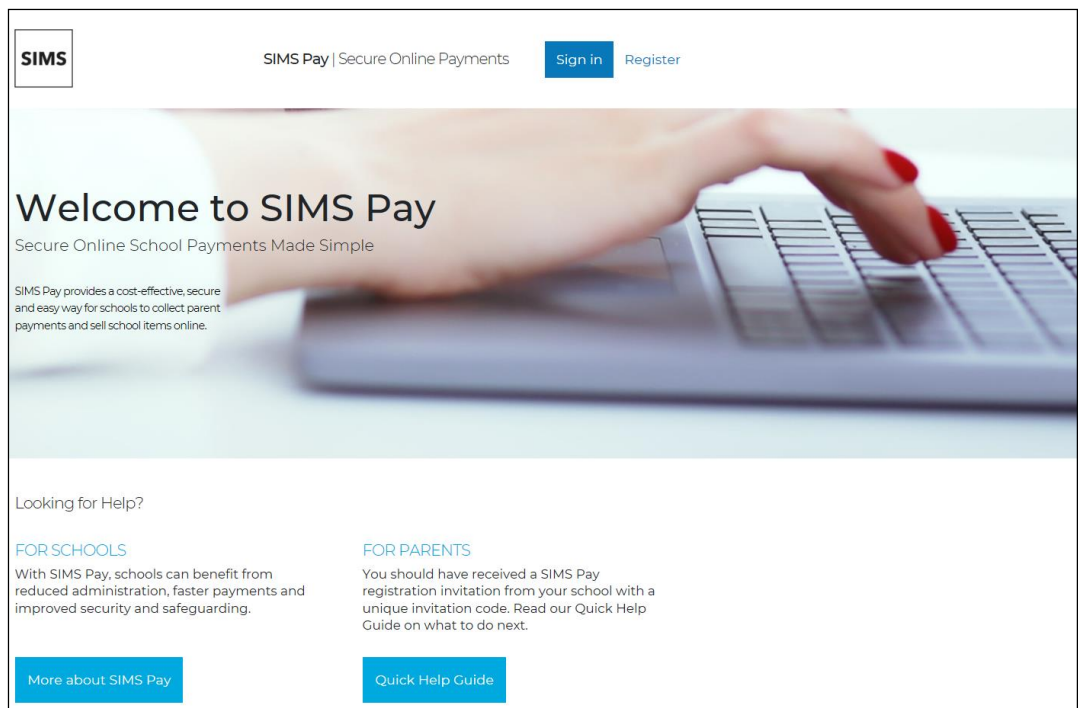 SIMS
SIMS Pay | Secure Online Payments
Sign in
Register
Welcome to SIMS Pay
Secure Online School Payments Made Simple
SIMS Pay provides a cost-effective, secure
and easy way for schools to collect parent
payments and sell school items online.
Looking for Help?
FOR SCHOOLS
With SIMS Pay, schools can benefit from
reduced administration, faster payments and
improved security and safeguarding.
More about SIMS Pay
FOR PARENTS
You should have received a SIMS Pay
registration invitation from your school with a
unique invitation code. Read our Quick Help
Guide on what to do next.
Quick Help Guide